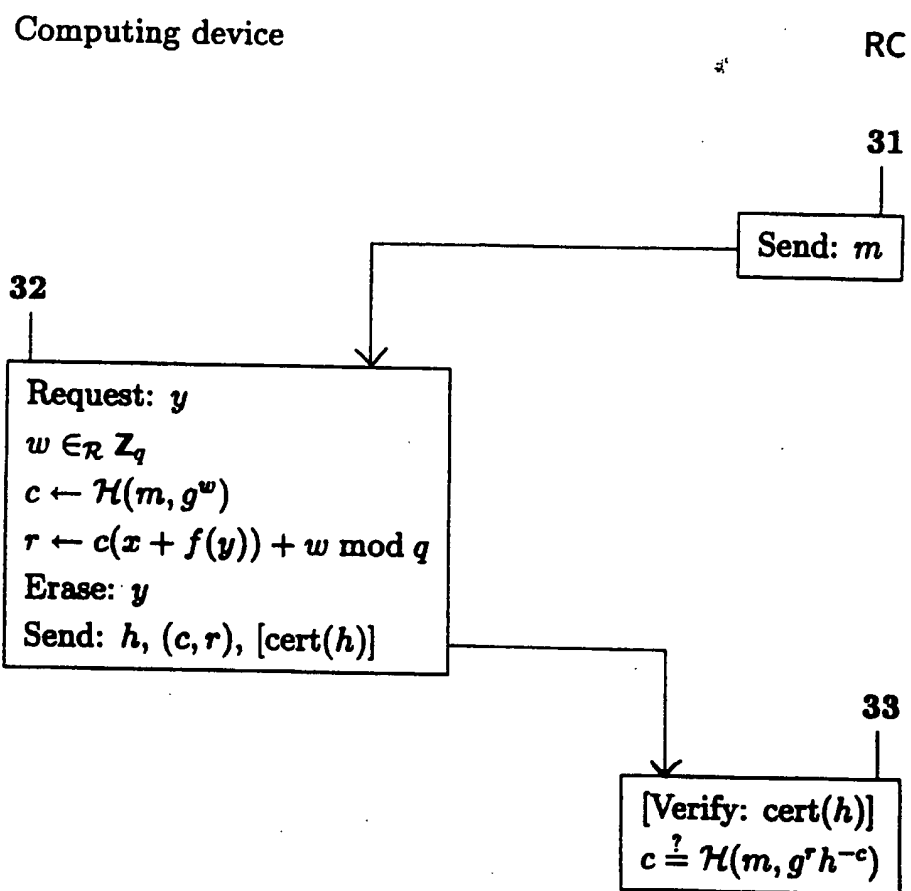 Computing device
RC
31
Send: m
32
Request: y
w ∈_R Z_q
c ← H(m, g^w)
r ← c(x + f(y)) + w mod q
Erase: y
Send: h, (c, r), [cert(h)]
33
[Verify: cert(h)]
c ≟ H(m, g^r h^{-c})